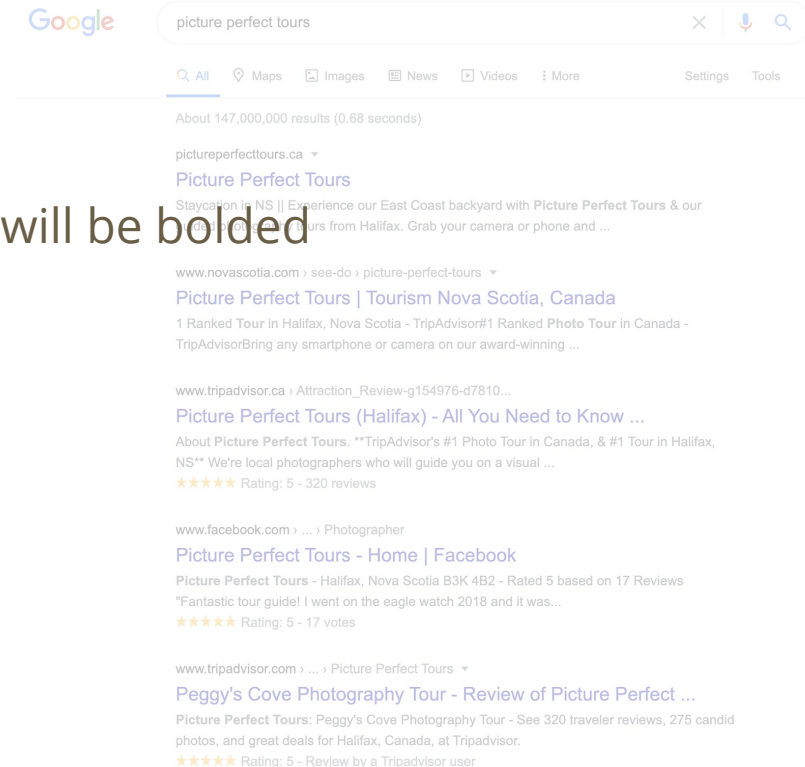 Google
picture perfect tours
All Maps Images News Videos More Settings Tools
About 147,000,000 results (0.68 seconds)
pictureperfecttours.ca
Picture Perfect Tours
Staycation in NS || Experience our East Coast backyard with Picture Perfect Tours & our
will be bolded
guided photography tours from Halifax. Grab your camera or phone and ...
www.novascotia.com › see-do › picture-perfect-tours
Picture Perfect Tours | Tourism Nova Scotia, Canada
1 Ranked Tour in Halifax, Nova Scotia - TripAdvisor#1 Ranked Photo Tour in Canada -
TripAdvisorBring any smartphone or camera on our award-winning ...
www.tripadvisor.ca › Attraction_Review-g154976-d7810...
Picture Perfect Tours (Halifax) - All You Need to Know ...
About Picture Perfect Tours. **TripAdvisor's #1 Photo Tour in Canada, & #1 Tour in Halifax,
NS** We're local photographers who will guide you on a visual ...
★★★★★ Rating: 5 - 320 reviews
www.facebook.com › ... › Photographer
Picture Perfect Tours - Home | Facebook
Picture Perfect Tours - Halifax, Nova Scotia B3K 4B2 - Rated 5 based on 17 Reviews
"Fantastic tour guide! I went on the eagle watch 2018 and it was...
★★★★★ Rating: 5 - 17 votes
www.tripadvisor.com › ... › Picture Perfect Tours
Peggy's Cove Photography Tour - Review of Picture Perfect ...
Picture Perfect Tours: Peggy's Cove Photography Tour - See 320 traveler reviews, 275 candid
photos, and great deals for Halifax, Canada, at Tripadvisor.
★★★★★ Rating: 5 - Review by a Tripadvisor user